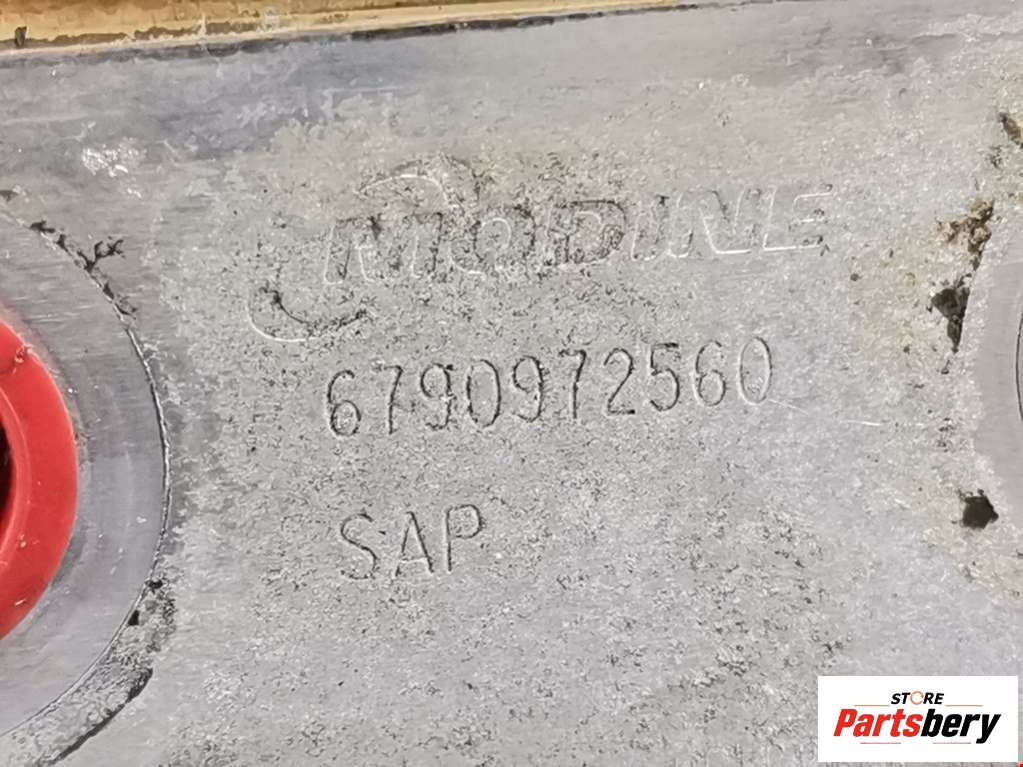 MODINE
6790972560
SAP
STORE
Partsbery